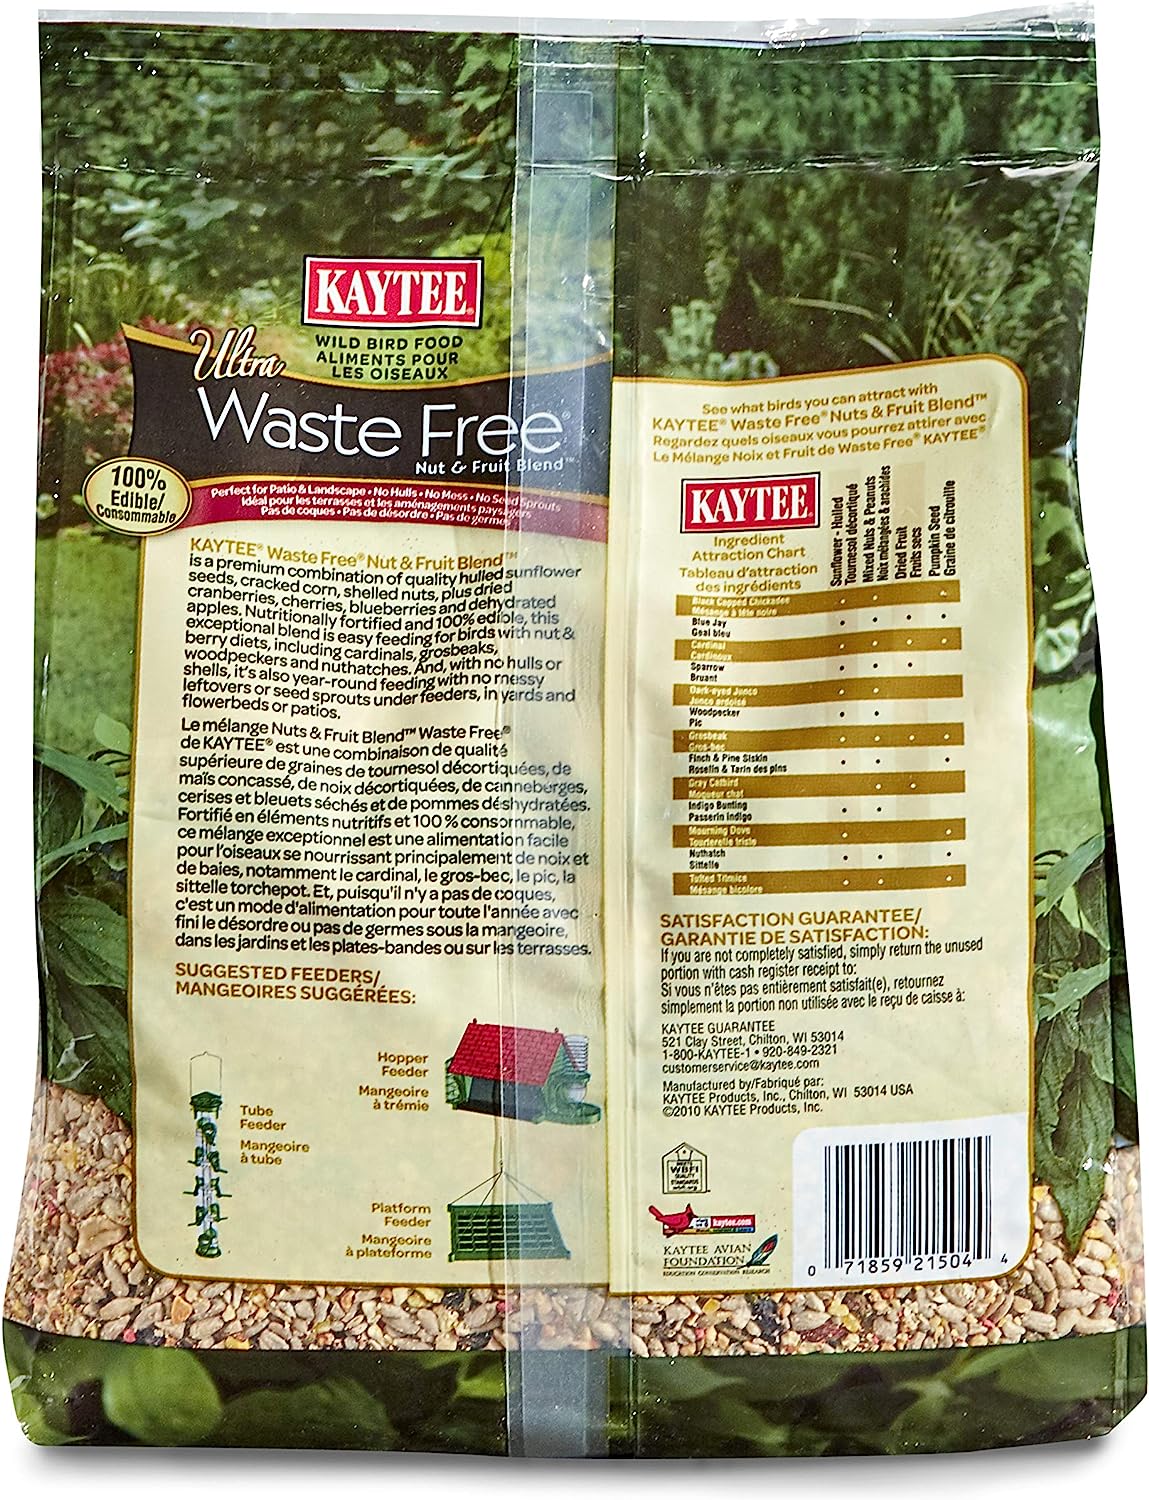 KAYTEE
WILD BIRD FOOD
ALIMENTS POUR
LES OISEAUX
Ultra
Waste Free®
Nut & Fruit Blend™
100%
Edible/
Consommable
Perfect for Patio & Landscape • No Hulls • No Mess • No Seed Sprouts
Idéal pour les terrasses et les aménagements paysagers
Pas de coques • Pas de désordre • Pas de germes
KAYTEE® Waste Free® Nut & Fruit Blend™
is a premium combination of quality hulled sunflower
seeds, cracked corn, shelled nuts, plus dried
cranberries, cherries, blueberries and dehydrated
apples. Nutritionally fortified and 100% edible, this
exceptional blend is easy feeding for birds with nut &
berry diets, including cardinals, grosbeaks,
woodpeckers and nuthatches. And, with no hulls or
shells, it's also year-round feeding with no messy
leftovers or seed sprouts under feeders, in yards and
flowerbeds or patios.
Le mélange Nuts & Fruit Blend™ Waste Free®
de KAYTEE® est une combinaison de qualité
supérieure de graines de tournesol décortiquées, de
maïs concassé, de noix décortiquées, de canneberges,
cerises et bleuets séchés et de pommes déshydratées.
Fortifié en éléments nutritifs et 100 % consommable,
ce mélange exceptionnel est une alimentation facile
pour l'oiseaux se nourrissant principalement de noix et
de baies, notamment le cardinal, le gros-bec, le pic, la
sittelle torchepot. Et, puisqu'il n'y a pas de coques,
c'est un mode d'alimentation pour toute l'année avec
fini le désordre ou pas de germes sous la mangeoire,
dans les jardins et les plates-bandes ou sur les terrasses.
SUGGESTED FEEDERS/
MANGEOIRES SUGGÉRÉES:
Tube
Feeder
Mangeoire
à tube
Hopper
Feeder
Mangeoire
à trémie
Platform
Feeder
Mangeoire
à plateforme
See what birds you can attract with
KAYTEE® Waste Free® Nuts & Fruit Blend™
Regardez quels oiseaux vous pourrez attirer avec
Le Mélange Noix et Fruit de Waste Free® KAYTEE®
KAYTEE
Ingredient
Attraction Chart
Tableau d'attraction
des ingrédients
Sunflower - Hulled
Tournesol décortiqué
Mixed Nuts & Peanuts
Noix mélangées & arachides
Dried Fruit
Fruits secs
Pumpkin Seed
Graine de citrouille
Black Capped Chickadee
Mésange à tête noire
Blue Jay
Geai bleu
Cardinal
Cardinaux
Sparrow
Bruant
Dark-eyed Junco
Junco ardoisé
Woodpecker
Pic
Grosbeak
Gros-bec
Finch & Pine Siskin
Roselin & Tarin des pins
Gray Catbird
Moqueur chat
Indigo Bunting
Passerin indigo
Mourning Dove
Tourterelle triste
Nuthatch
Sittelle
Tufted Titmice
Mésange bicolore
SATISFACTION GUARANTEE/
GARANTIE DE SATISFACTION:
If you are not completely satisfied, simply return the unused
portion with cash register receipt to:
Si vous n'êtes pas entièrement satisfait(e), retournez
simplement la portion non utilisée avec le reçu de caisse à:
KAYTEE GUARANTEE
521 Clay Street, Chilton, WI 53014
1-800-KAYTEE-1 • 920-849-2321
customerservice@kaytee.com
Manufactured by/Fabriqué par:
KAYTEE Products, Inc., Chilton, WI 53014 USA
©2010 KAYTEE Products, Inc.
MEETS
WBFI
QUALITY
STANDARDS
wbfi.org
kaytee.com
KAYTEE AVIAN
FOUNDATION
EDUCATION CONSERVATION RESEARCH
0 71859 21504 4